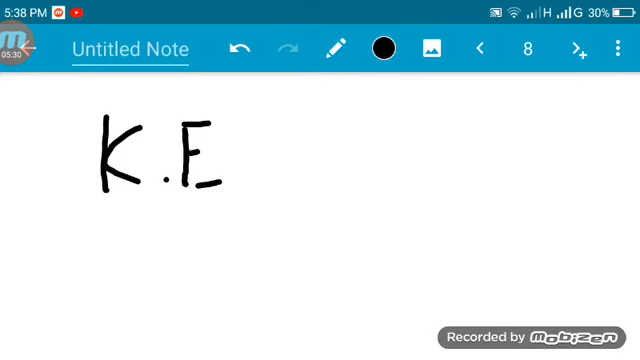 5:38 PM H G 30%
05:30 Untitled Note 8
K.E
Recorded by mobizen